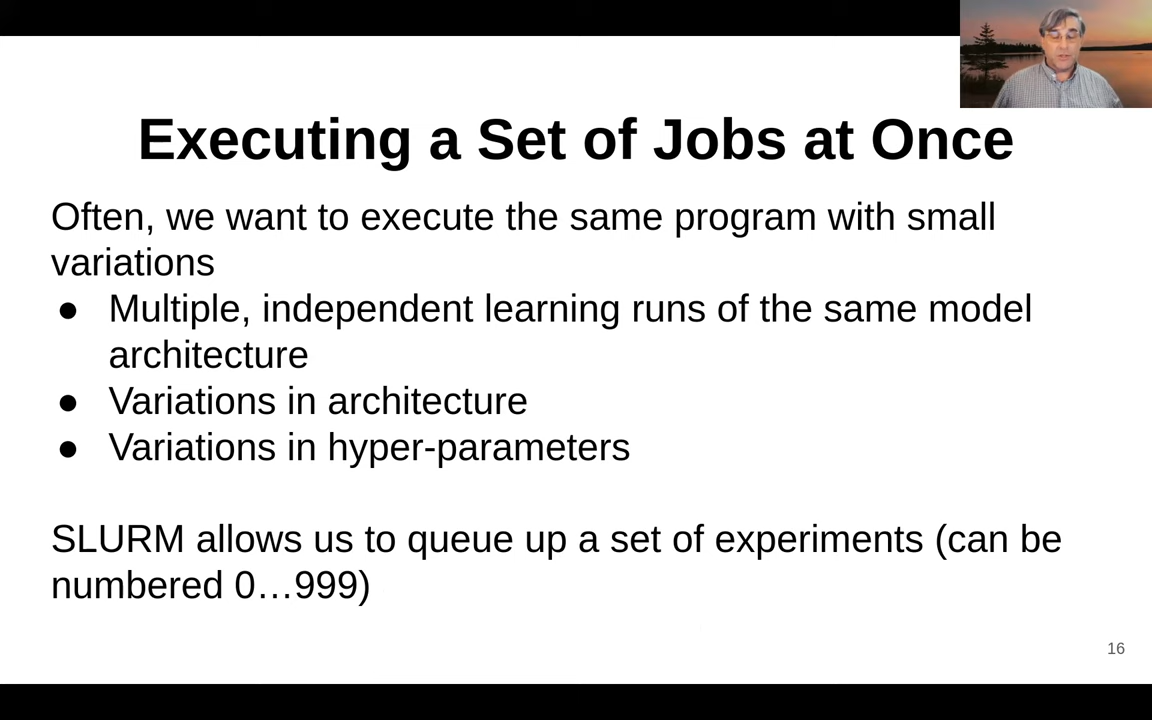 Executing a Set of Jobs at Once
Often, we want to execute the same program with small
variations
● Multiple, independent learning runs of the same model
architecture
● Variations in architecture
● Variations in hyper-parameters
SLURM allows us to queue up a set of experiments (can be
numbered 0…999)
16